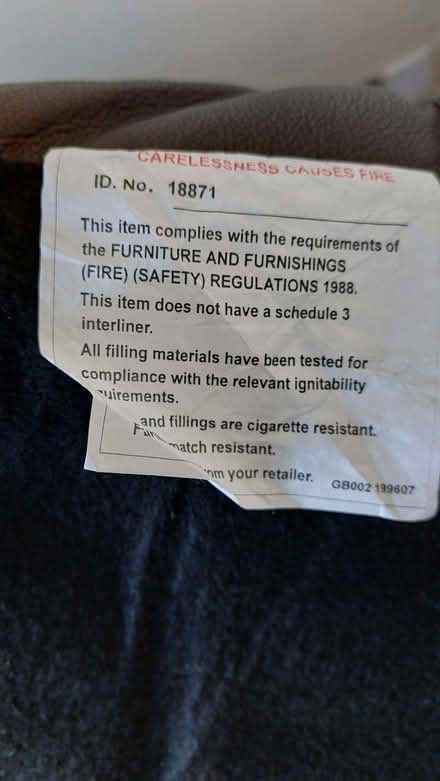 CARELESSNESS CAUSES FIRE
ID. No. 18871
This item complies with the requirements of
the FURNITURE AND FURNISHINGS
(FIRE) (SAFETY) REGULATIONS 1988.
This item does not have a schedule 3
interliner.
All filling materials have been tested for
compliance with the relevant ignitability
uirements.
and fillings are cigarette resistant.
match resistant.
om your retailer. GB002 199607